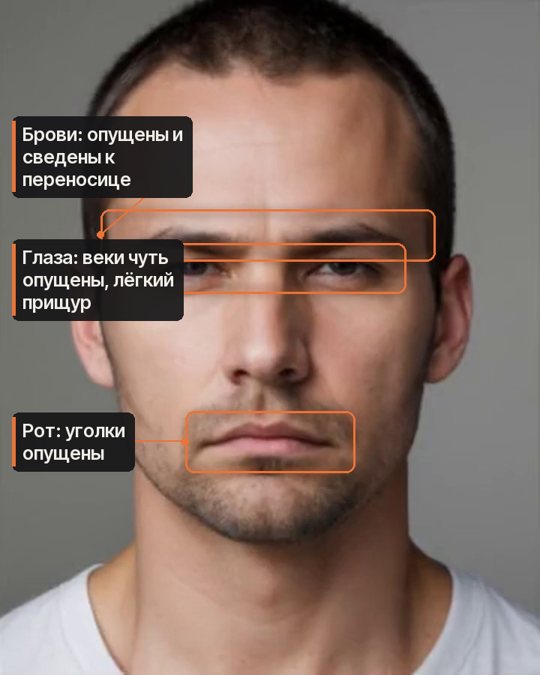 Брови: опущены и
сведены к
переносице
Глаза: веки чуть
опущены, лёгкий
прищур
Рот: уголки
опущены